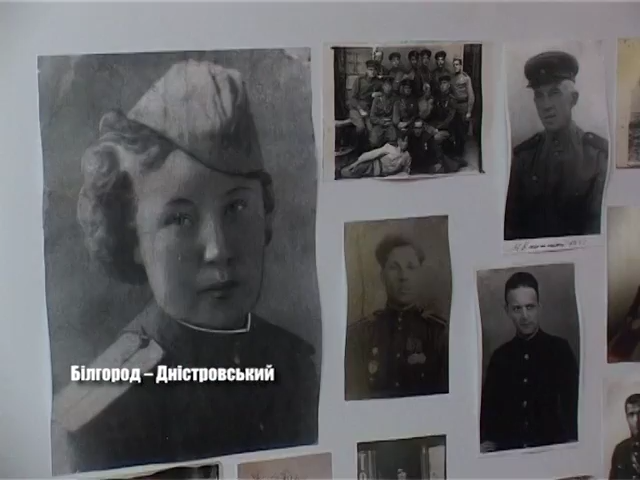 Білгород – Дністровський